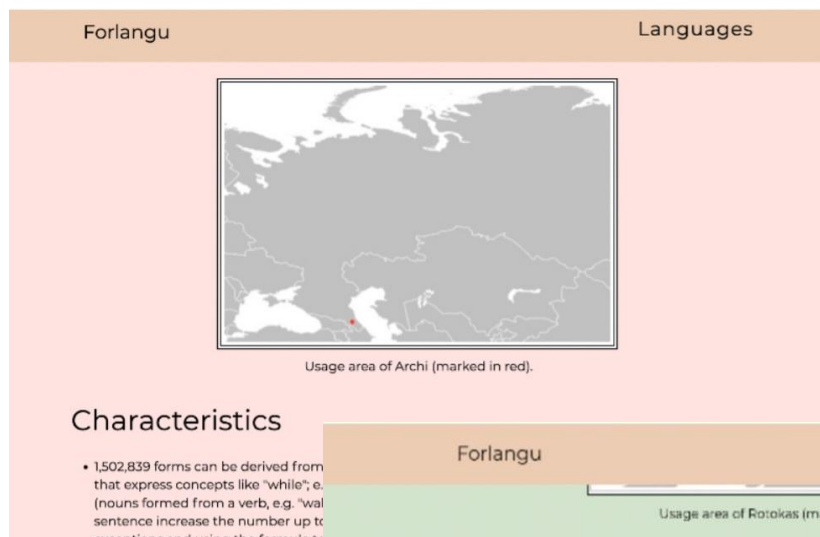 Forlangu
Languages
Usage area of Archi (marked in red).
Characteristics
• 1,502,839 forms can be derived from
that express concepts like "while"; e.
(nouns formed from a verb, e.g. "wal
sentence increase the number up to
Forlangu
Usage area of Rotokas (m